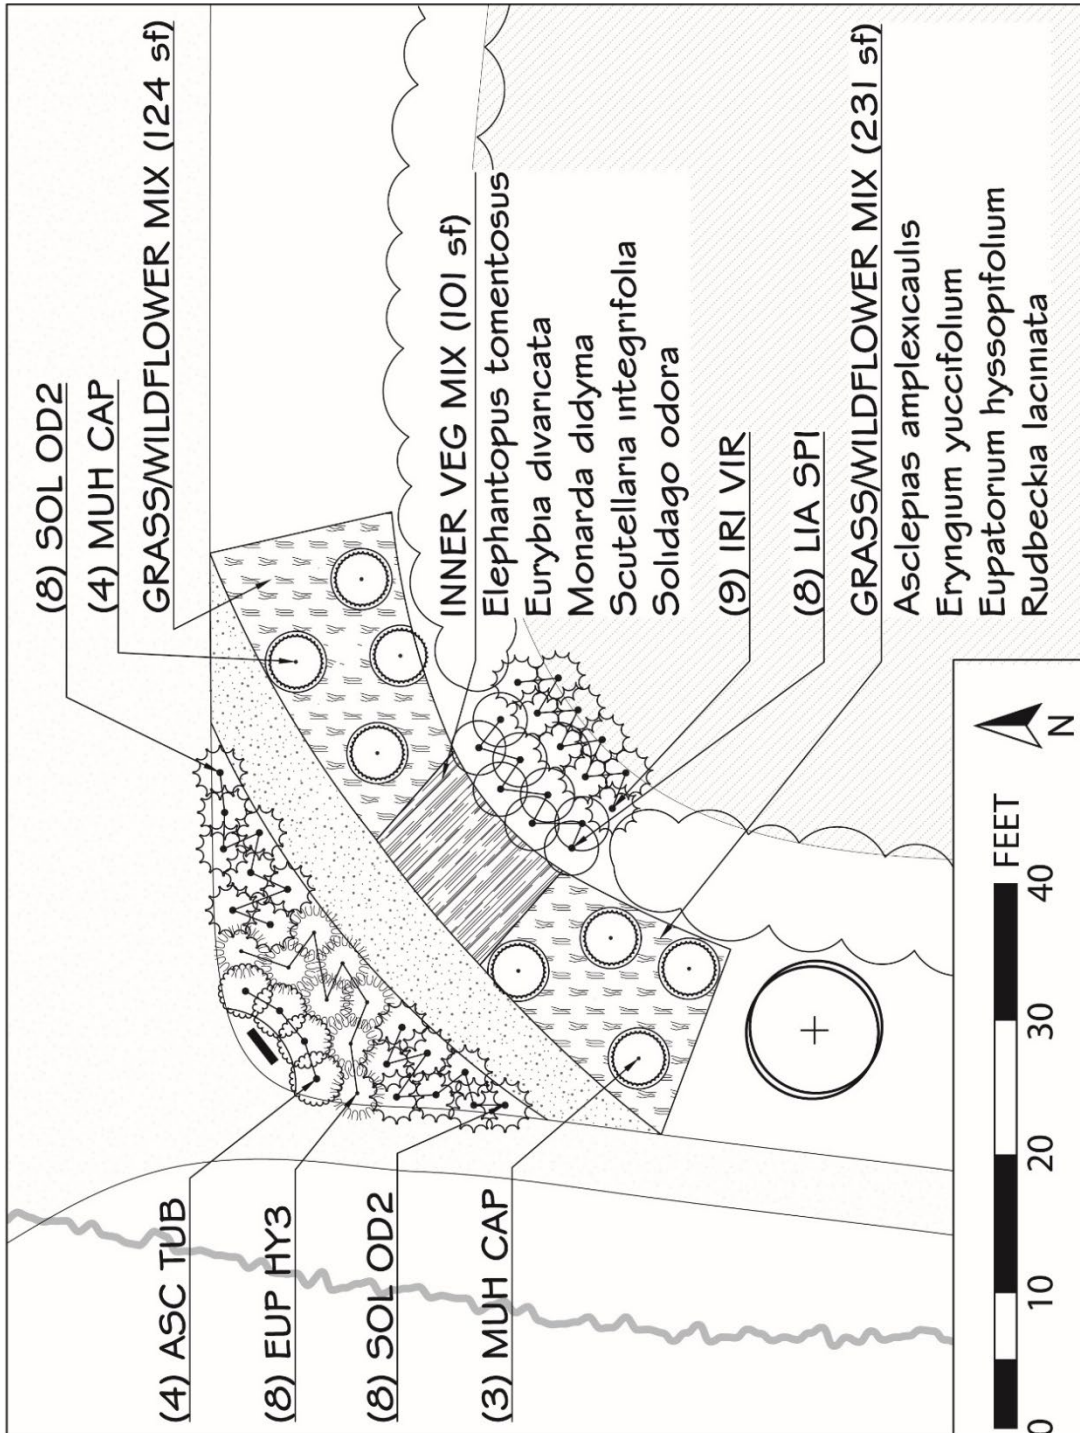 (8) SOL OD2
(4) MUH CAP
GRASS/WILDFLOWER MIX (124 sf)
INNER VEG MIX (101 sf)
Elephantopus tomentosus
Eurybia divaricata
Monarda didyma
Scutellaria integrifolia
Solidago odora
(9) IRI VIR
(8) LIA SPI
GRASS/WILDFLOWER MIX (231 sf)
Asclepias amplexicaulis
Eryngium yuccifolium
Eupatorium hyssopifolium
Rudbeckia laciniata
(4) ASC TUB
(8) EUP HY3
(8) SOL OD2
(3) MUH CAP
N
0 10 20 30 40 FEET